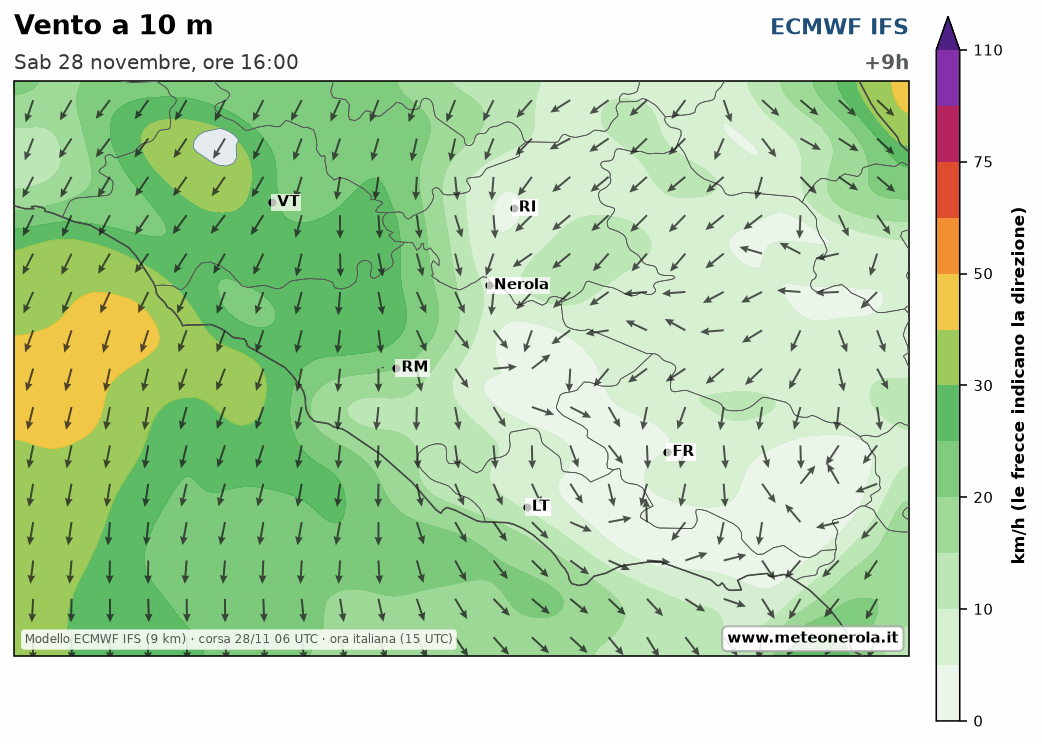 Vento a 10 m
ECMWF IFS
Sab 28 novembre, ore 16:00
+9h
VT
RI
Nerola
RM
FR
LT
Modello ECMWF IFS (9 km) · corsa 28/11 06 UTC · ora italiana (15 UTC)
www.meteonerola.it
110
75
50
30
20
10
0
km/h (le frecce indicano la direzione)